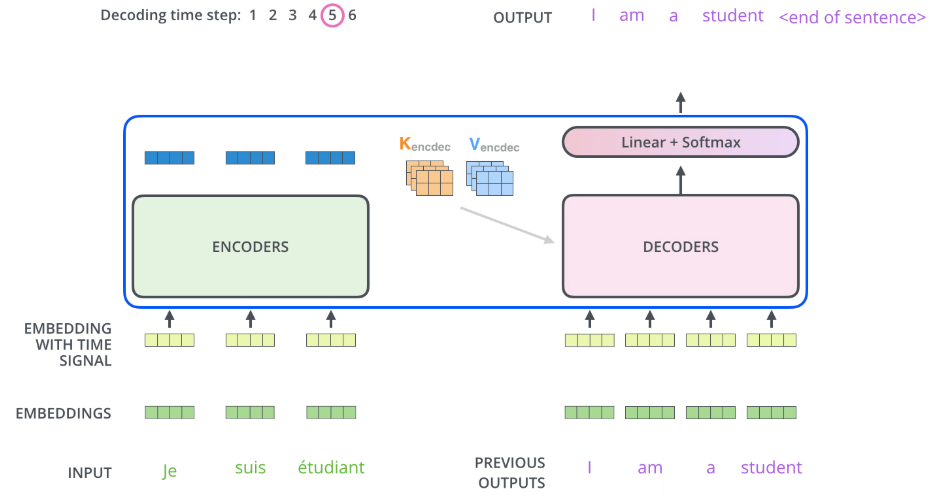 Decoding time step: 1 2 3 4 5 6
OUTPUT I am a student <end of sentence>
Kencdec Vencdec
Linear + Softmax
ENCODERS
DECODERS
EMBEDDING
WITH TIME
SIGNAL
EMBEDDINGS
INPUT Je suis étudiant
PREVIOUS
OUTPUTS
I am a student